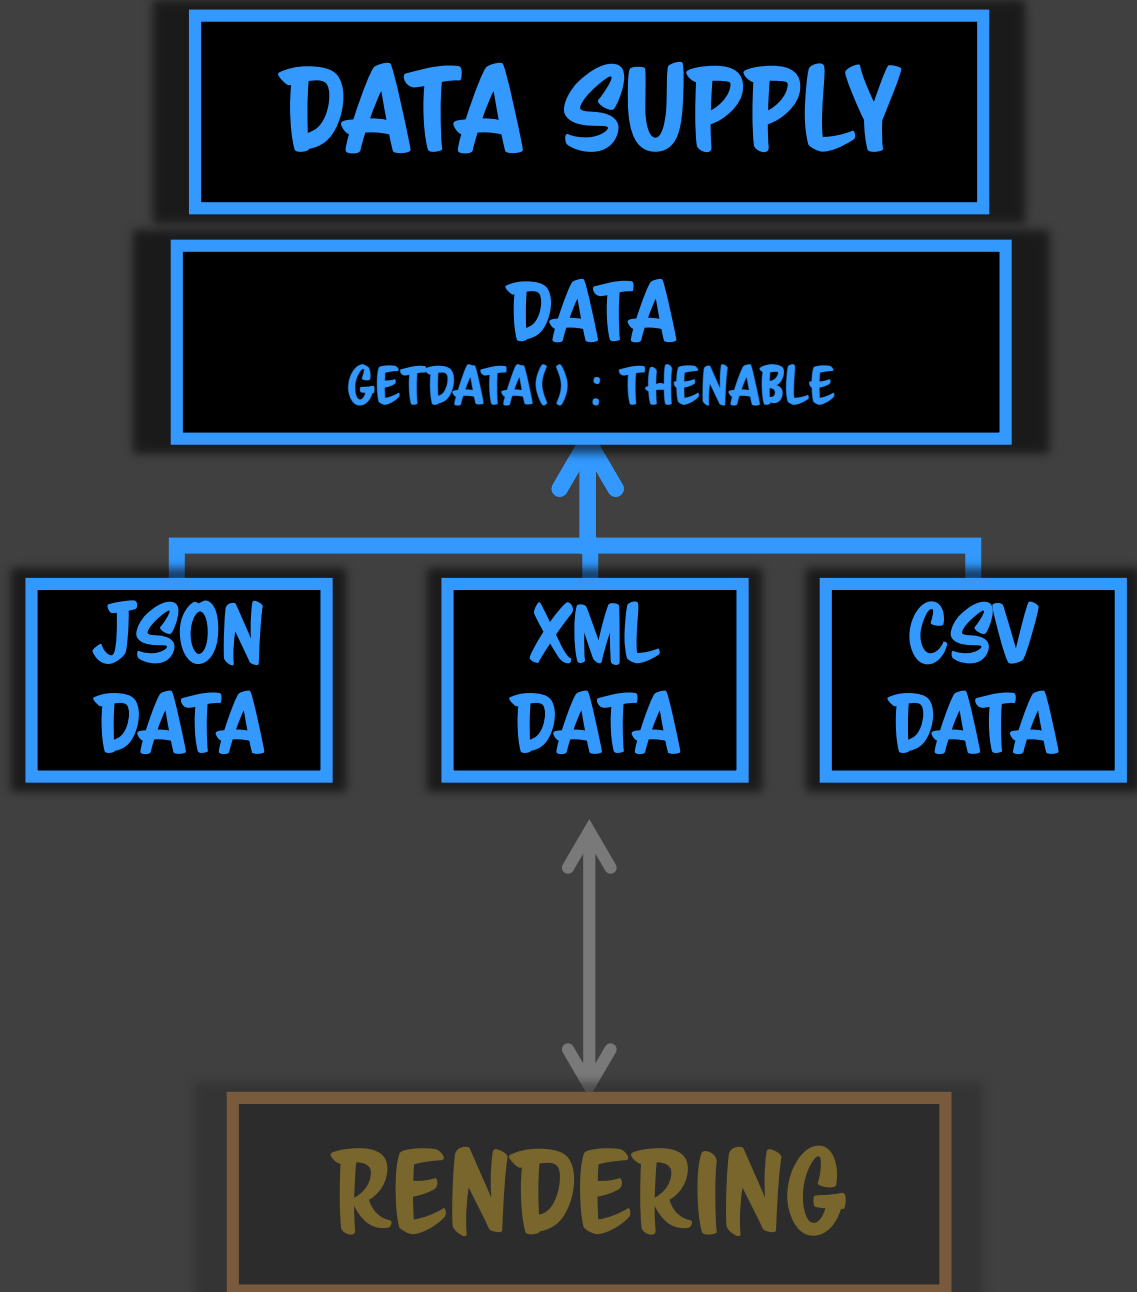 DATA SUPPLY
DATA
GETDATA() : THENABLE
JSON
DATA
XML
DATA
CSV
DATA
RENDERING